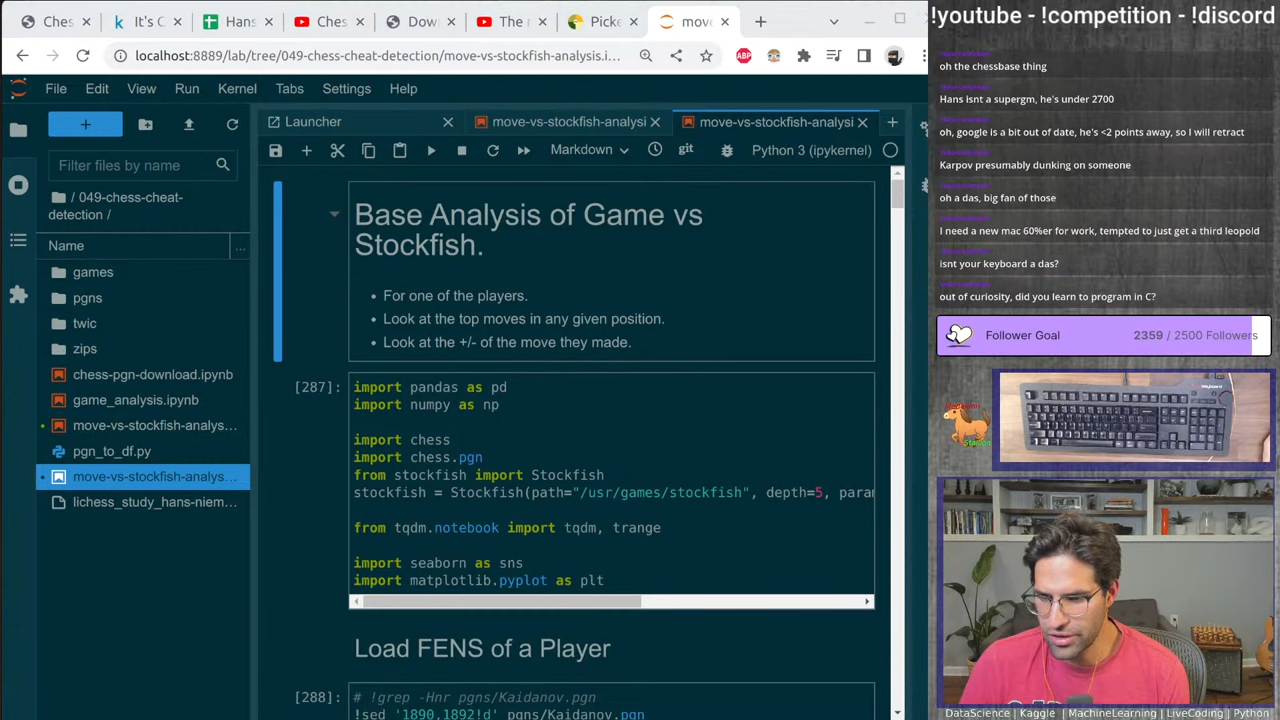 Ches
It's C
Hans
Ches
Dow
The r
Picke
move
localhost:8889/lab/tree/049-chess-cheat-detection/move-vs-stockfish-analysis.i...
ABP
File Edit View Run Kernel Tabs Settings Help
Launcher
move-vs-stockfish-analysi
move-vs-stockfish-analysi
Markdown
git
Python 3 (ipykernel)
Filter files by name
/ 049-chess-cheat-
detection /
Name
...
games
pgns
twic
zips
chess-pgn-download.ipynb
game_analysis.ipynb
move-vs-stockfish-analys...
pgn_to_df.py
move-vs-stockfish-analys...
lichess_study_hans-niem...
Base Analysis of Game vs
Stockfish.
• For one of the players.
• Look at the top moves in any given position.
• Look at the +/- of the move they made.
[287]:
import pandas as pd
import numpy as np
import chess
import chess.pgn
from stockfish import Stockfish
stockfish = Stockfish(path="/usr/games/stockfish", depth=5, param
from tqdm.notebook import tqdm, trange
import seaborn as sns
import matplotlib.pyplot as plt
Load FENS of a Player
[288]:
# !grep -Hnr pgns/Kaidanov.pgn
!sed '1890,1892!d' pgns/Kaidanov.pgn
!youtube - !competition - !discord
oh the chessbase thing
Hans Isnt a supergm, he's under 2700
oh, google is a bit out of date, he's <2 points away, so I will retract
Karpov presumably dunking on someone
oh a das, big fan of those
I need a new mac 60%er for work, tempted to just get a third leopold
isnt your keyboard a das?
out of curiosity, did you learn to program in C?
Follower Goal
2359 / 2500 Followers
DataScience | Kaggle | MachineLearning | LiveCoding | Python